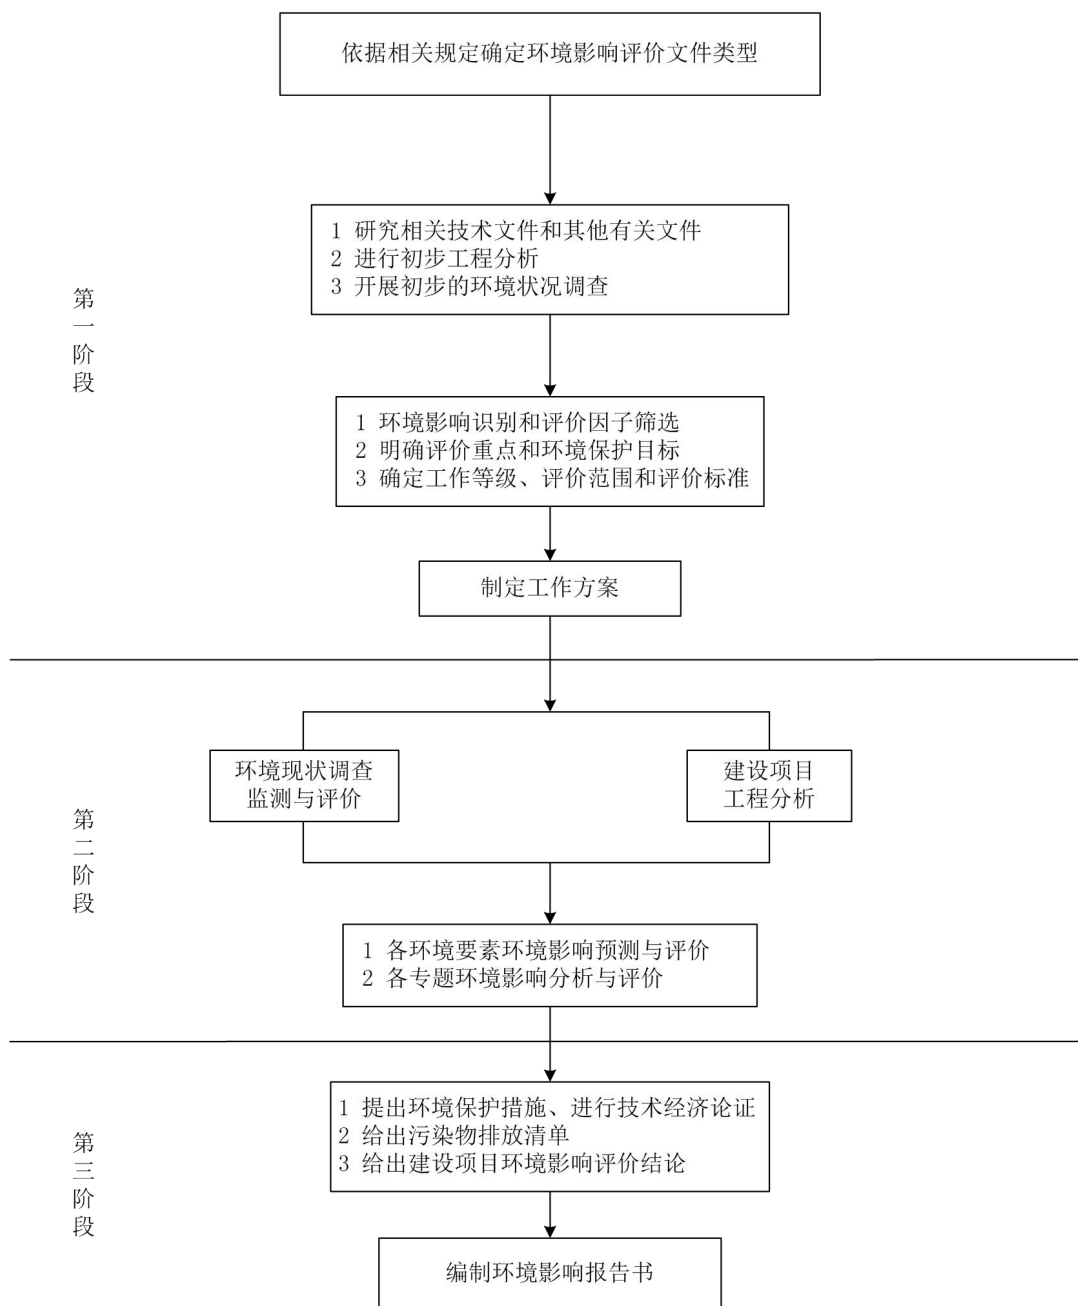 依据相关规定确定环境影响评价文件类型
1 研究相关技术文件和其他有关文件
2 进行初步工程分析
3 开展初步的环境状况调查
第一阶段
1 环境影响识别和评价因子筛选
2 明确评价重点和环境保护目标
3 确定工作等级、评价范围和评价标准
制定工作方案
环境现状调查
监测与评价
建设项目
工程分析
第二阶段
1 各环境要素环境影响预测与评价
2 各专题环境影响分析与评价
1 提出环境保护措施、进行技术经济论证
2 给出污染物排放清单
3 给出建设项目环境影响评价结论
第三阶段
编制环境影响报告书